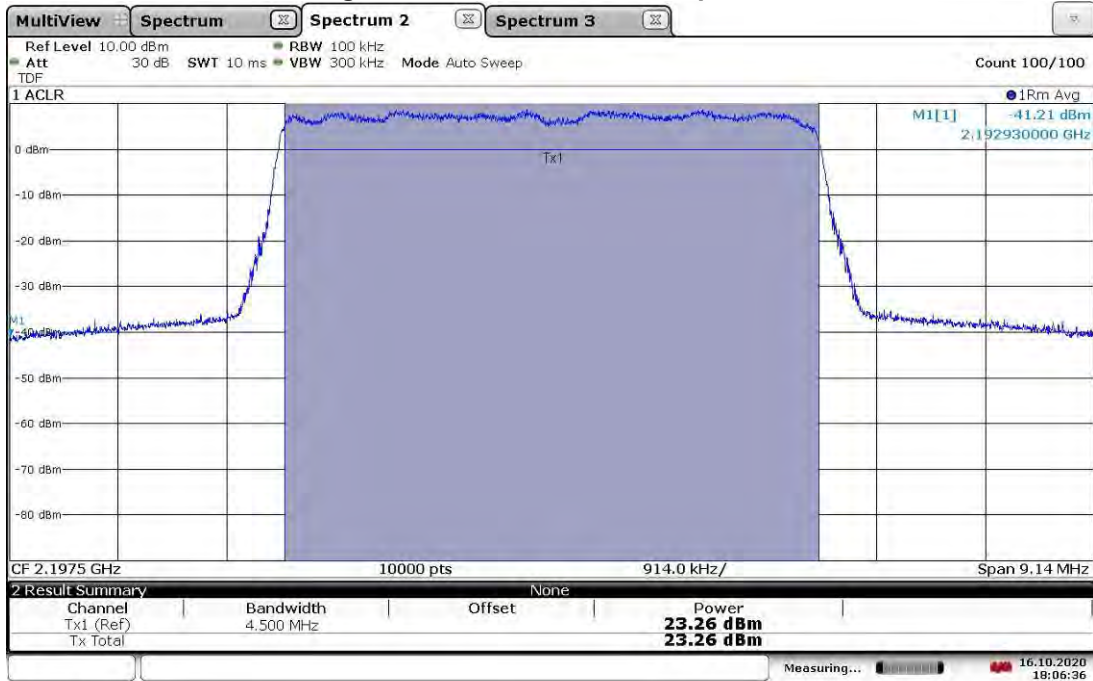 MultiView Spectrum Spectrum 2 Spectrum 3
Ref Level 10.00 dBm RBW 100 kHz
Att 30 dB SWT 10 ms VBW 300 kHz Mode Auto Sweep Count 100/100
TDF
1 ACLR 1Rm Avg
M1[1] -41.21 dBm
2.192930000 GHz
0 dBm
Tx1
-10 dBm
-20 dBm
-30 dBm
M1
-40 dBm
-50 dBm
-60 dBm
-70 dBm
-80 dBm
CF 2.1975 GHz 10000 pts 914.0 kHz/ Span 9.14 MHz
2 Result Summary None
Channel Bandwidth Offset Power
Tx1 (Ref) 4.500 MHz 23.26 dBm
Tx Total 23.26 dBm
Measuring... 16.10.2020
18:06:36